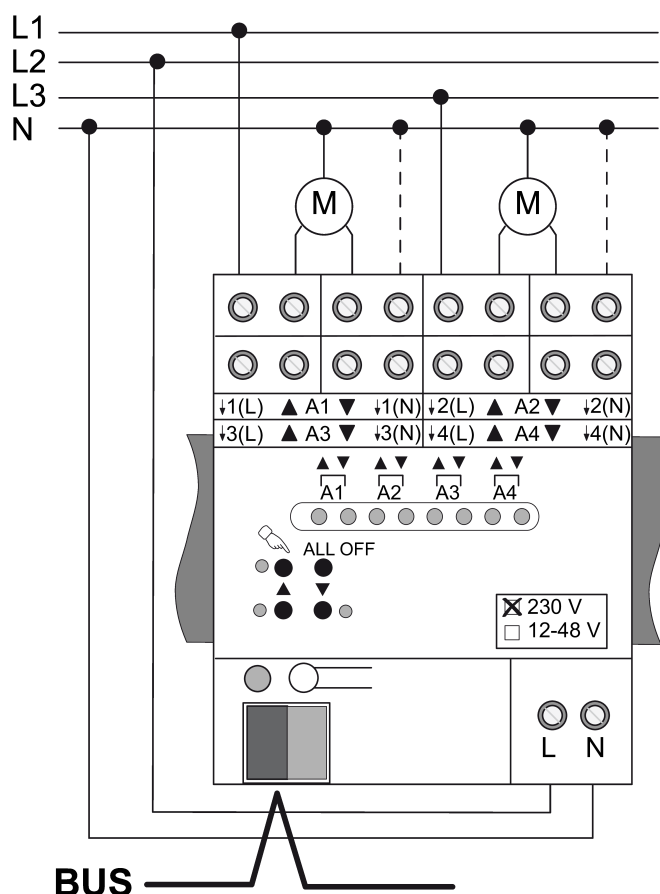 L1
L2
L3
N
M M
↓1(L) ▲ A1 ▼ ↓1(N) ↓2(L) ▲ A2 ▼ ↓2(N)
↓3(L) ▲ A3 ▼ ↓3(N) ↓4(L) ▲ A4 ▼ ↓4(N)
▲ ▼ ▲ ▼ ▲ ▼ ▲ ▼
A1 A2 A3 A4
ALL OFF
▲ ▼
☒ 230 V
☐ 12-48 V
L N
BUS